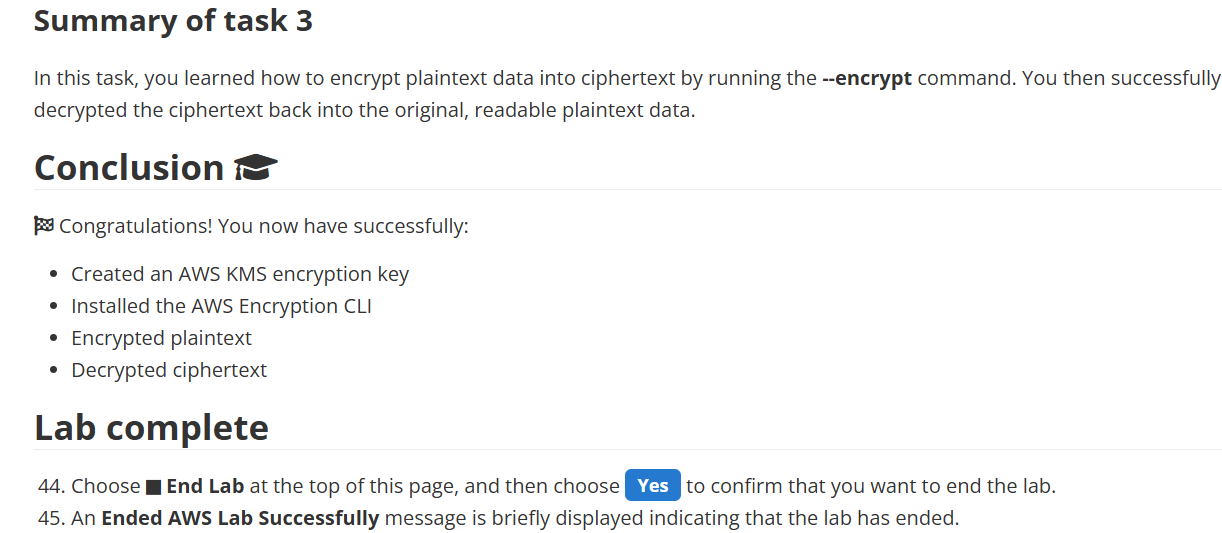 Summary of task 3
In this task, you learned how to encrypt plaintext data into ciphertext by running the --encrypt command. You then successfully
decrypted the ciphertext back into the original, readable plaintext data.
Conclusion
Congratulations! You now have successfully:
• Created an AWS KMS encryption key
• Installed the AWS Encryption CLI
• Encrypted plaintext
• Decrypted ciphertext
Lab complete
44. Choose ■ End Lab at the top of this page, and then choose Yes to confirm that you want to end the lab.
45. An Ended AWS Lab Successfully message is briefly displayed indicating that the lab has ended.